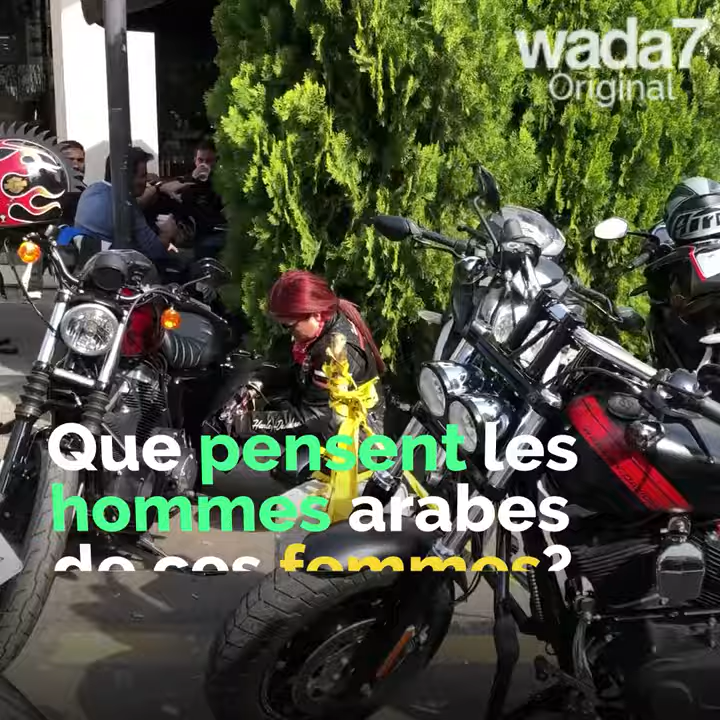 wada7
Original
Que pensent les
hommes arabes
de ces femmes?